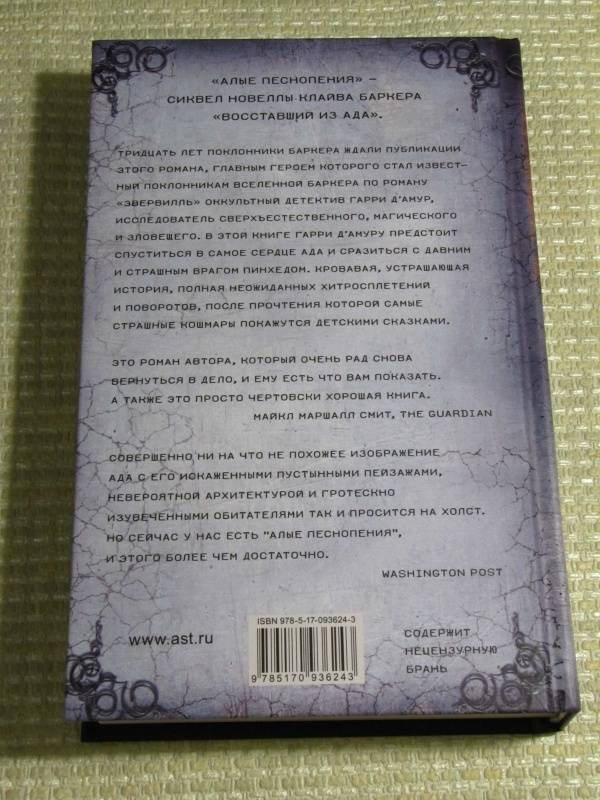 «АЛЫЕ ПЕСНОПЕНИЯ» –
СИКВЕЛ НОВЕЛЛЫ КЛАЙВА БАРКЕРА
«ВОССТАВШИЙ ИЗ АДА».
ТРИДЦАТЬ ЛЕТ ПОКЛОННИКИ БАРКЕРА ЖДАЛИ ПУБЛИКАЦИИ
ЭТОГО РОМАНА, ГЛАВНЫМ ГЕРОЕМ КОТОРОГО СТАЛ ИЗВЕСТ-
НЫЙ ПОКЛОННИКАМ ВСЕЛЕННОЙ БАРКЕРА ПО РОМАНУ
«ЭВЕРВИЛЛЬ» ОККУЛЬТНЫЙ ДЕТЕКТИВ ГАРРИ Д'АМУР,
ИССЛЕДОВАТЕЛЬ СВЕРХЪЕСТЕСТВЕННОГО, МАГИЧЕСКОГО
И ЗЛОВЕЩЕГО. В ЭТОЙ КНИГЕ ГАРРИ Д'АМУРУ ПРЕДСТОИТ
СПУСТИТЬСЯ В САМОЕ СЕРДЦЕ АДА И СРАЗИТЬСЯ С ДАВНИМ
И СТРАШНЫМ ВРАГОМ ПИНХЕДОМ. КРОВАВАЯ, УСТРАШАЮЩАЯ
ИСТОРИЯ, ПОЛНАЯ НЕОЖИДАННЫХ ХИТРОСПЛЕТЕНИЙ
И ПОВОРОТОВ, ПОСЛЕ ПРОЧТЕНИЯ КОТОРОЙ САМЫЕ
СТРАШНЫЕ КОШМАРЫ ПОКАЖУТСЯ ДЕТСКИМИ СКАЗКАМИ.
ЭТО РОМАН АВТОРА, КОТОРЫЙ ОЧЕНЬ РАД СНОВА
ВЕРНУТЬСЯ В ДЕЛО, И ЕМУ ЕСТЬ ЧТО ВАМ ПОКАЗАТЬ.
А ТАКЖЕ ЭТО ПРОСТО ЧЕРТОВСКИ ХОРОШАЯ КНИГА.
МАЙКЛ МАРШАЛЛ СМИТ, THE GUARDIAN
СОВЕРШЕННО НИ НА ЧТО НЕ ПОХОЖЕЕ ИЗОБРАЖЕНИЕ
АДА С ЕГО ИСКАЖЕННЫМИ ПУСТЫННЫМИ ПЕЙЗАЖАМИ,
НЕВЕРОЯТНОЙ АРХИТЕКТУРОЙ И ГРОТЕСКНО
ИЗУВЕЧЕННЫМИ ОБИТАТЕЛЯМИ ТАК И ПРОСИТСЯ НА ХОЛСТ.
НО СЕЙЧАС У НАС ЕСТЬ "АЛЫЕ ПЕСНОПЕНИЯ",
И ЭТОГО БОЛЕЕ ЧЕМ ДОСТАТОЧНО.
WASHINGTON POST
www.ast.ru
ISBN 978-5-17-093624-3
9 785170 936243
СОДЕРЖИТ
НЕЦЕНЗУРНУЮ
БРАНЬ